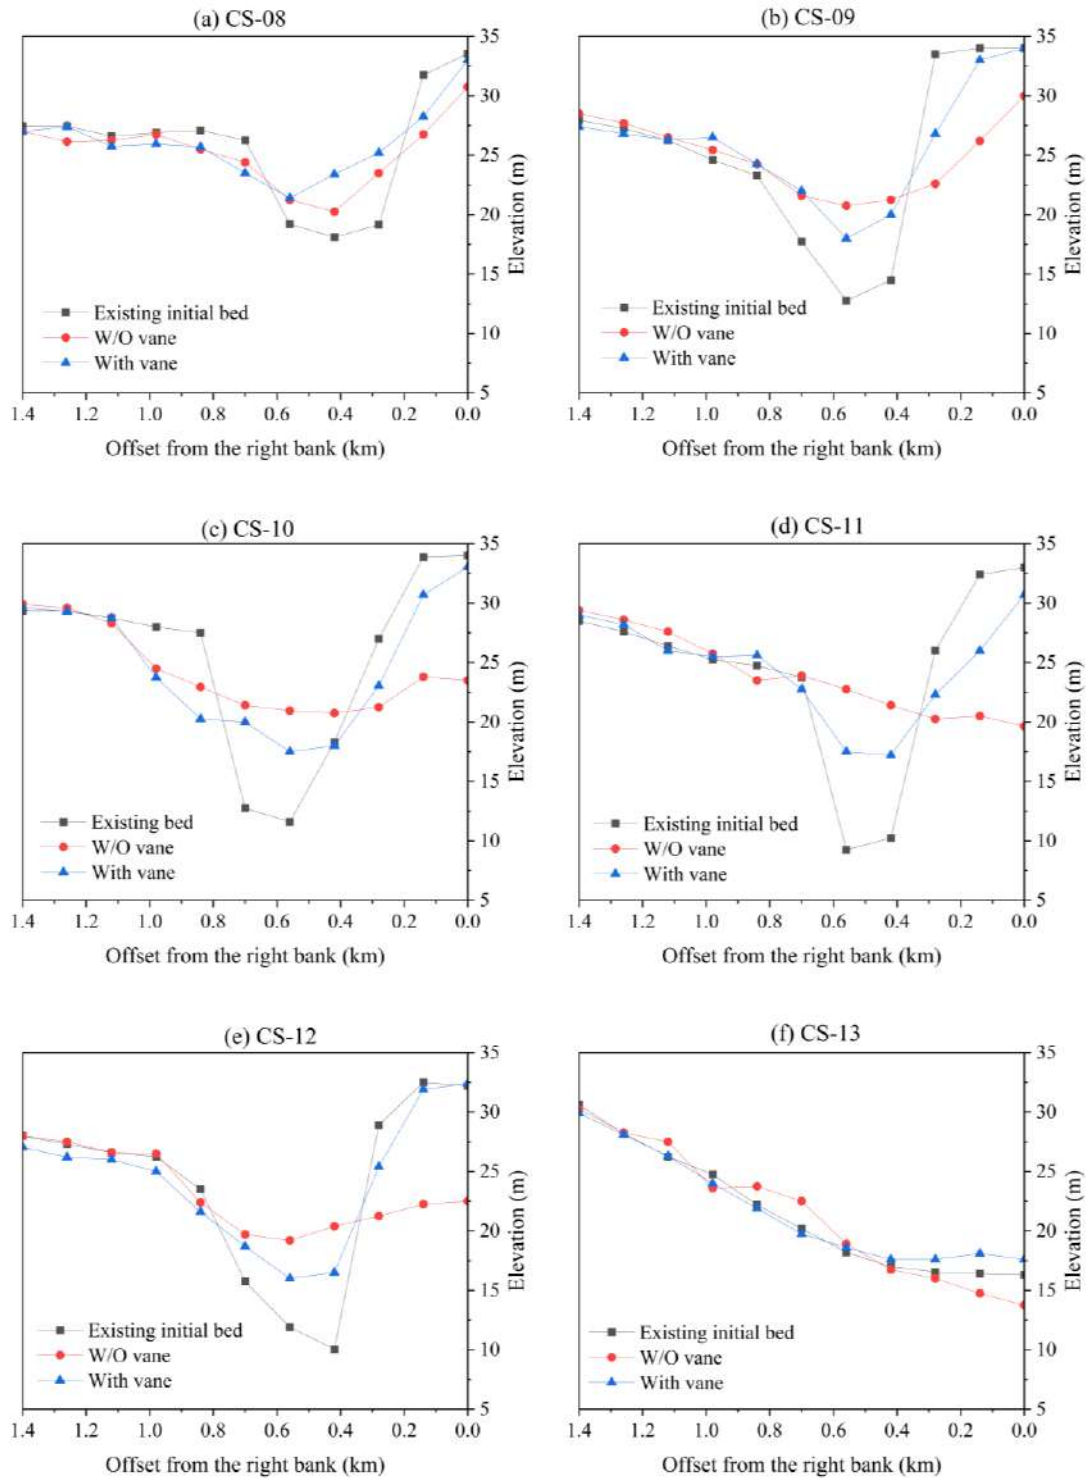 (a) CS-08
35
30
25
20
15
10
5
Elevation (m)
Existing initial bed
W/O vane
With vane
1.4 1.2 1.0 0.8 0.6 0.4 0.2 0.0
Offset from the right bank (km)
(b) CS-09
35
30
25
20
15
10
5
Elevation (m)
Existing initial bed
W/O vane
With vane
1.4 1.2 1.0 0.8 0.6 0.4 0.2 0.0
Offset from the right bank (km)
(c) CS-10
35
30
25
20
15
10
5
Elevation (m)
Existing bed
W/O vane
With vane
1.4 1.2 1.0 0.8 0.6 0.4 0.2 0.0
Offset from the right bank (km)
(d) CS-11
35
30
25
20
15
10
5
Elevation (m)
Existing initial bed
W/O vane
With vane
1.4 1.2 1.0 0.8 0.6 0.4 0.2 0.0
Offset from the right bank (km)
(e) CS-12
35
30
25
20
15
10
5
Elevation (m)
Existing initial bed
W/O vane
With vane
1.4 1.2 1.0 0.8 0.6 0.4 0.2 0.0
Offset from the right bank (km)
(f) CS-13
35
30
25
20
15
10
5
Elevation (m)
Existing initial bed
W/O vane
With vane
1.4 1.2 1.0 0.8 0.6 0.4 0.2 0.0
Offset from the right bank (km)